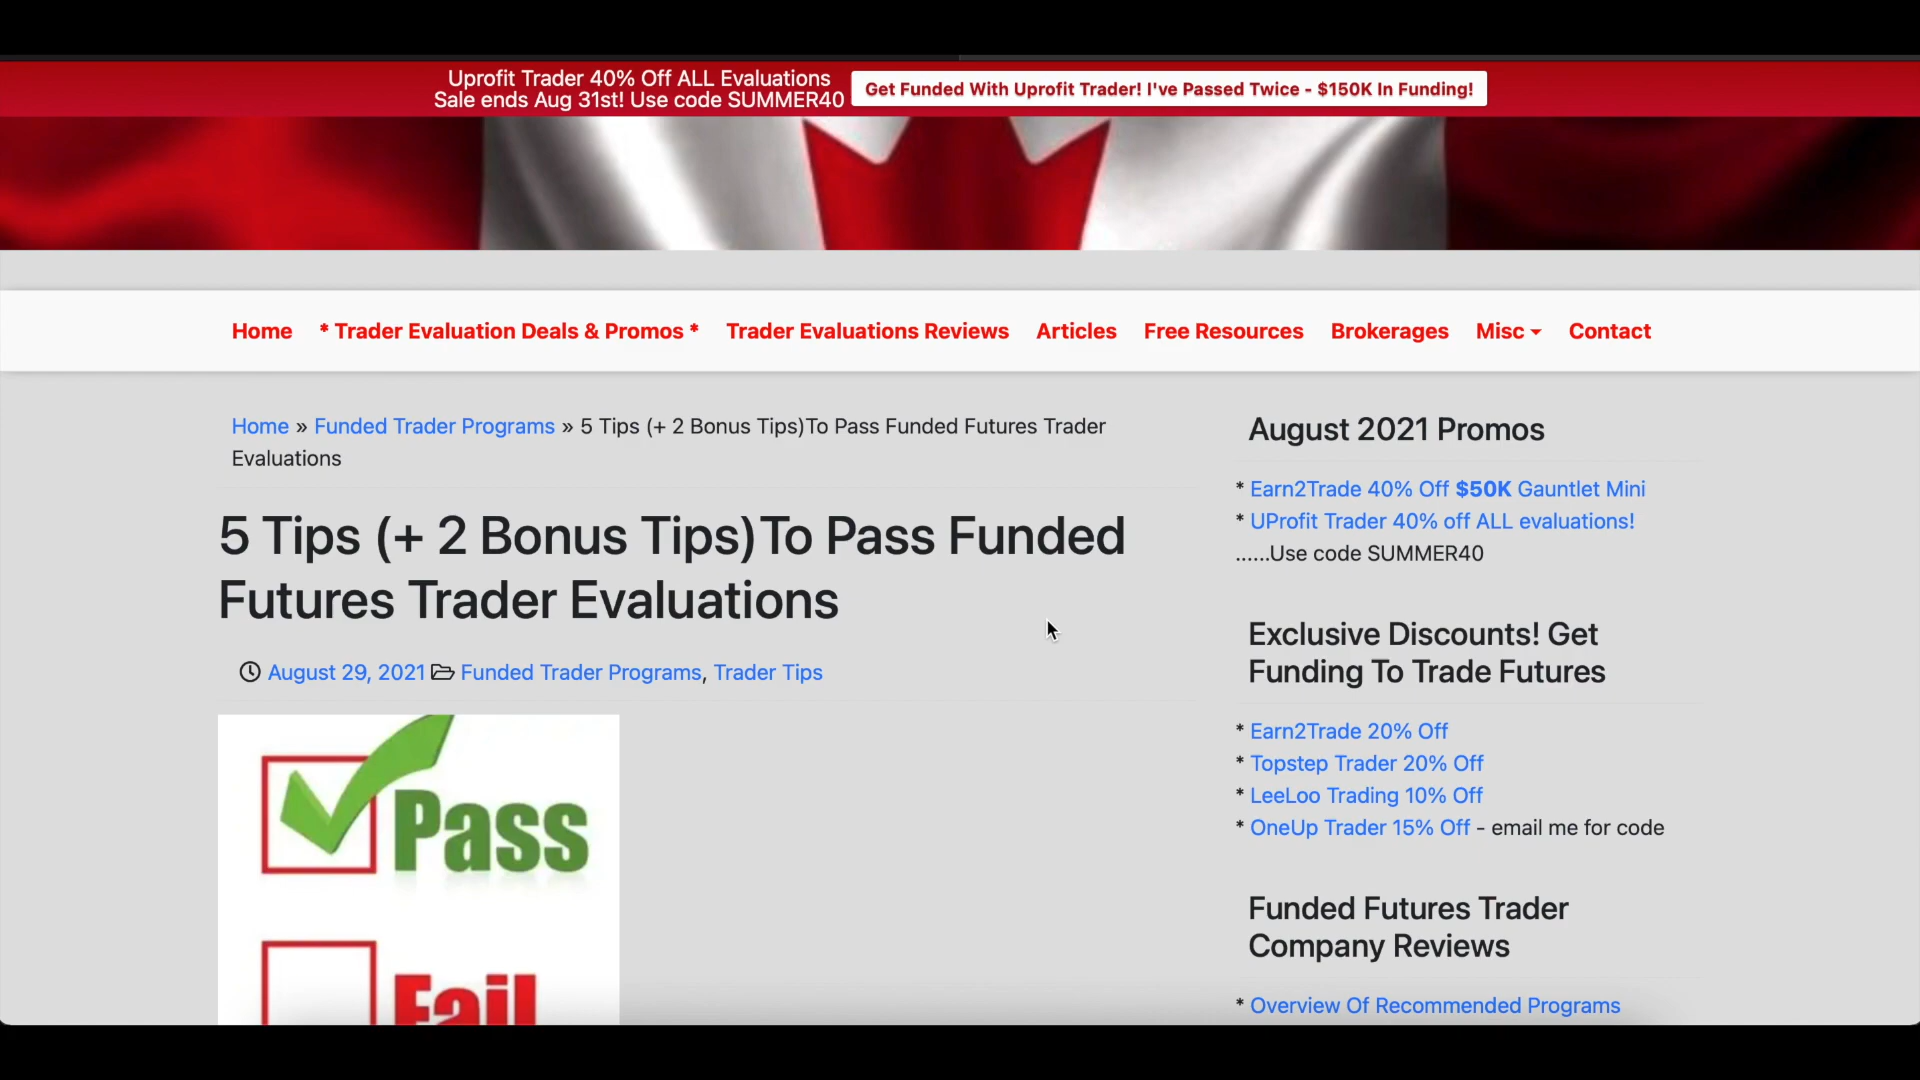 Uprofit Trader 40% Off ALL Evaluations
Sale ends Aug 31st! Use code SUMMER40
Get Funded With Uprofit Trader! I've Passed Twice - $150K In Funding!
Home * Trader Evaluation Deals & Promos * Trader Evaluations Reviews Articles Free Resources Brokerages Misc Contact
Home » Funded Trader Programs » 5 Tips (+ 2 Bonus Tips)To Pass Funded Futures Trader
Evaluations
5 Tips (+ 2 Bonus Tips)To Pass Funded
Futures Trader Evaluations
August 29, 2021 Funded Trader Programs, Trader Tips
Pass
Fail
August 2021 Promos
* Earn2Trade 40% Off $50K Gauntlet Mini
* UProfit Trader 40% off ALL evaluations!
......Use code SUMMER40
Exclusive Discounts! Get
Funding To Trade Futures
* Earn2Trade 20% Off
* Topstep Trader 20% Off
* LeeLoo Trading 10% Off
* OneUp Trader 15% Off - email me for code
Funded Futures Trader
Company Reviews
* Overview Of Recommended Programs